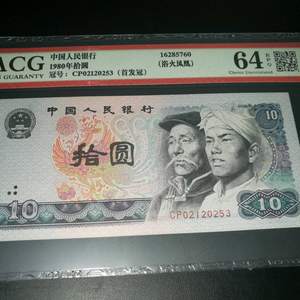 ACG
中国人民银行
16285760
64
EPQ
GUARANTY
1980年拾圆
(浴火凤凰)
Choice Uncirculated
冠号：CP02120253（首发冠）
中国人民银行
10
拾圆
10
CP02120253
10